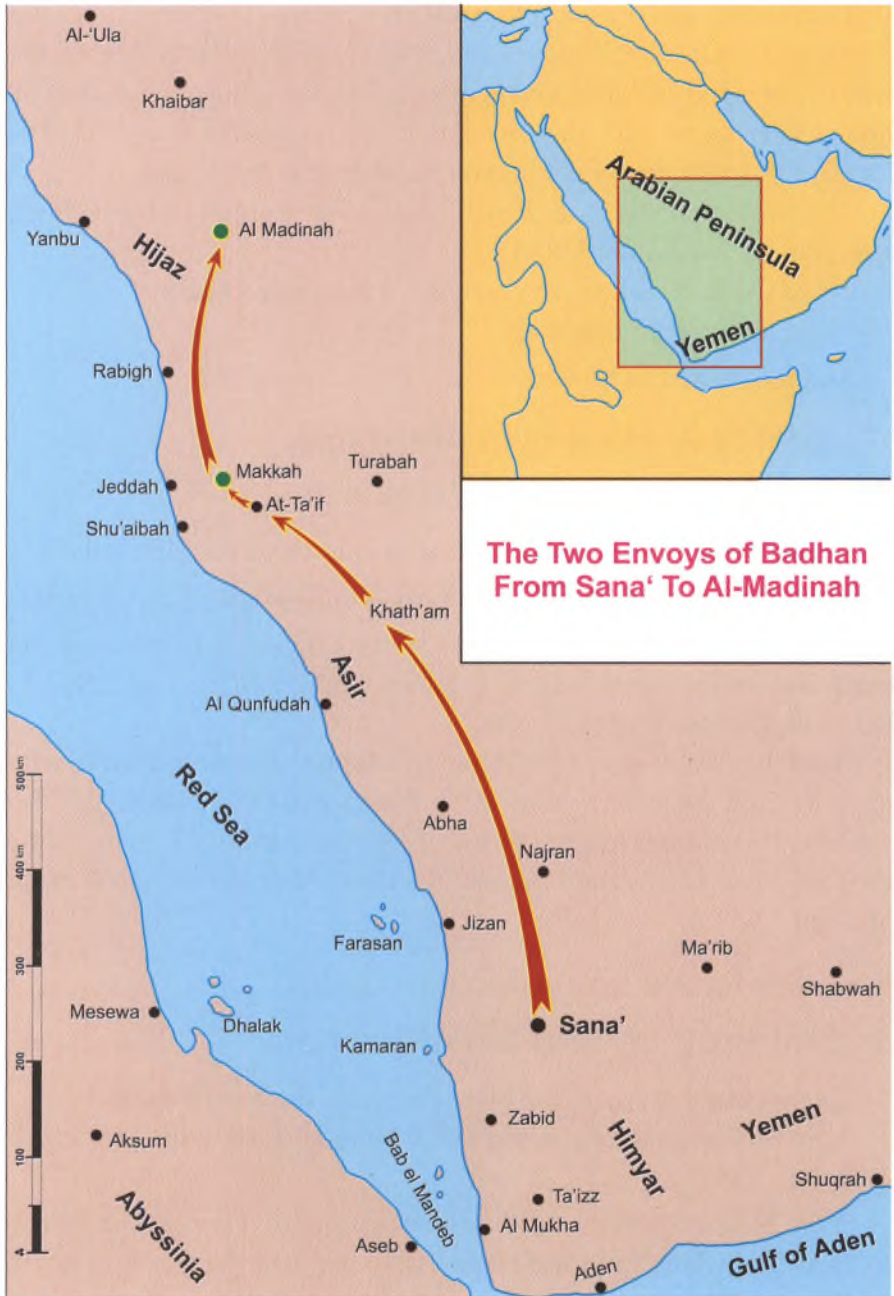 Al-‘Ula
Khaibar
Yanbu
Hijaz
Al Madinah
Rabigh
Jeddah
Makkah
Turabah
At-Ta'if
Shu'aibah
Khath'am
Asir
Al Qunfudah
Red Sea
Abha
Najran
Farasan
Jizan
Ma'rib
Shabwah
Mesewa
Dhalak
Sana'
Kamaran
Zabid
Aksum
Himyar
Yemen
Bab el Mandeb
Ta'izz
Shuqrah
Al Mukha
Abyssinia
Aseb
Aden
Gulf of Aden
500 km
400 km
300
200
100
Arabian Peninsula
Yemen
The Two Envoys of Badhan
From Sana‘ To Al-Madinah